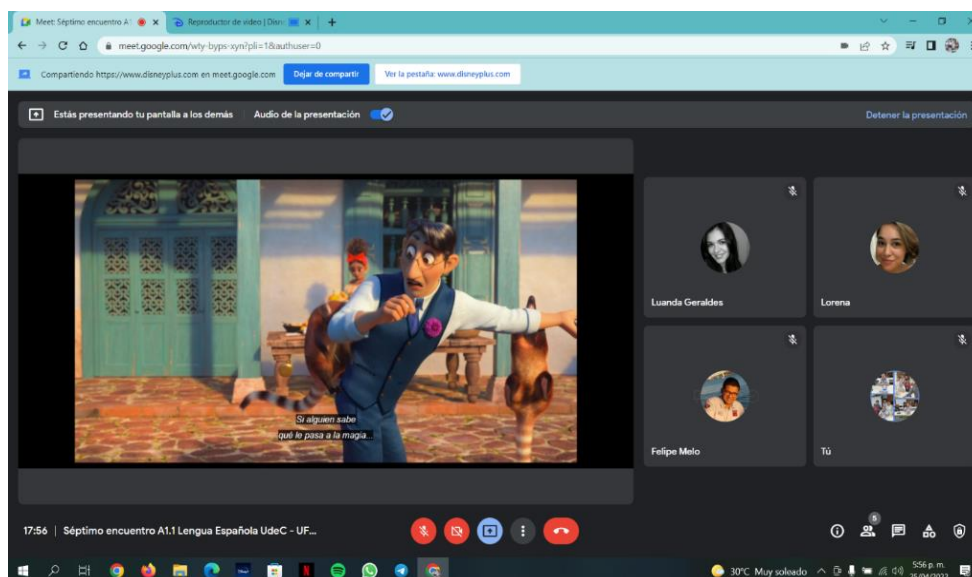 Meet: Séptimo encuentro A1
Reproductor de video | Disn
meet.google.com/wty-byps-xyn?pli=1&authuser=0
Compartiendo https://www.disneyplus.com en meet.google.com
Dejar de compartir
Ver la pestaña: www.disneyplus.com
Estás presentando tu pantalla a los demás
Audio de la presentación
Detener la presentación
Si alguien sabe
qué le pasa a la magia...
Luanda Geraldes
Lorena
Felipe Melo
Tú
17:56 | Séptimo encuentro A1.1 Lengua Española UdeC - UF...
5
30°C Muy soleado
5:56 p. m.
25/04/2022